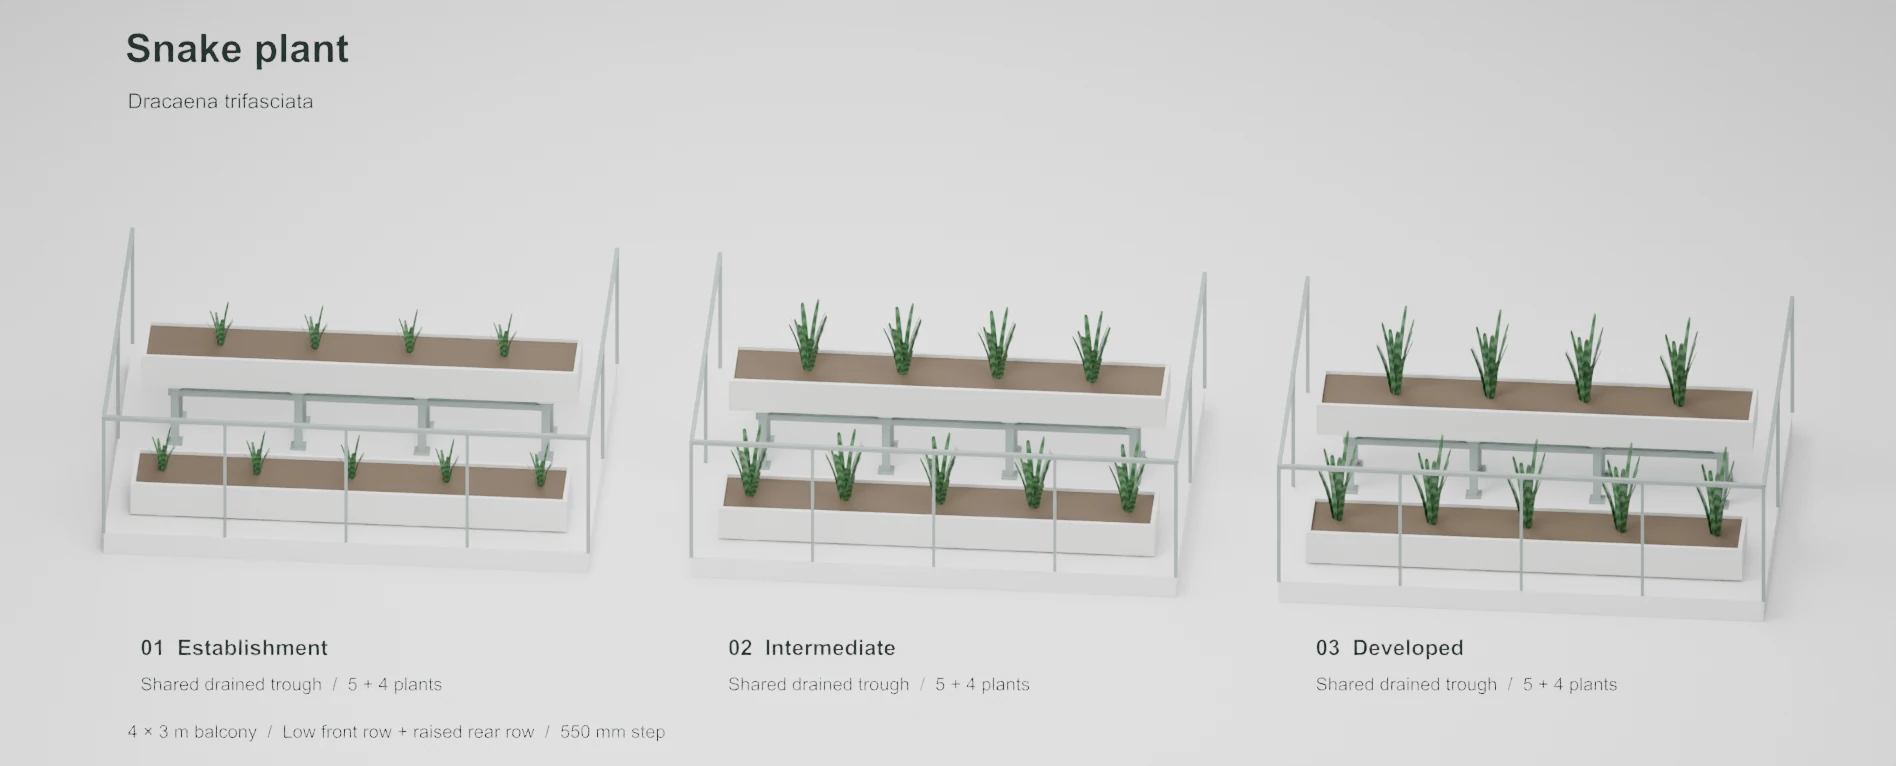 Snake plant
Dracaena trifasciata
01 Establishment
Shared drained trough / 5 + 4 plants
02 Intermediate
Shared drained trough / 5 + 4 plants
03 Developed
Shared drained trough / 5 + 4 plants
4 × 3 m balcony / Low front row + raised rear row / 550 mm step